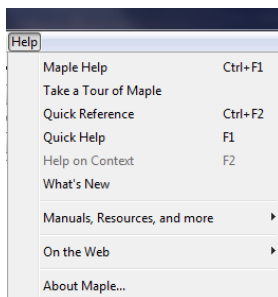 Help
Maple Help Ctrl+F1
Take a Tour of Maple
Quick Reference Ctrl+F2
Quick Help F1
Help on Context F2
What's New
Manuals, Resources, and more
On the Web
About Maple...